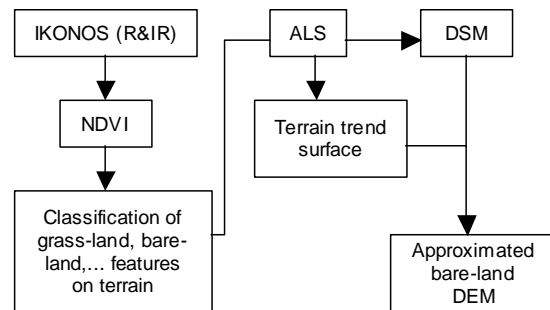 IKONOS (R&IR)
ALS
DSM
NDVI
Terrain trend
surface
Classification of
grass-land, bare-
land,... features
on terrain
Approximated
bare-land
DEM